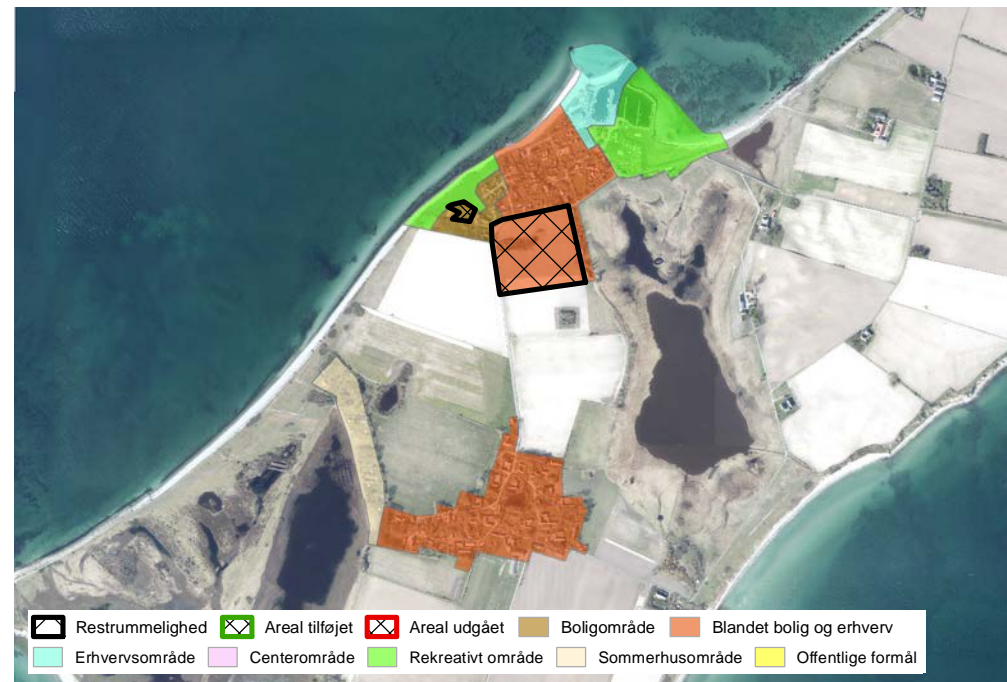 Restrummelighed Areal tilføjet Areal udgået Boligområde Blandet bolig og erhverv
Erhvervsområde Centerområde Rekreativt område Sommerhusområde Offentlige formål